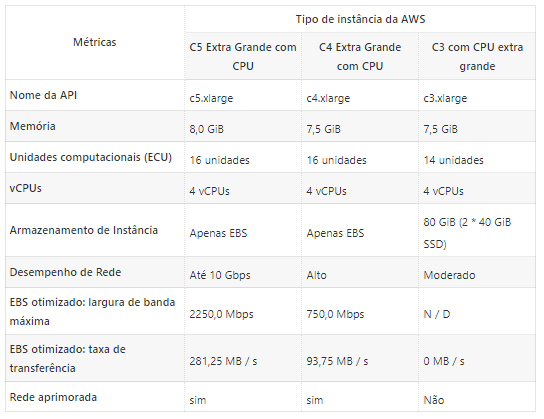 Métricas
Tipo de instância da AWS
C5 Extra Grande com CPU
C4 Extra Grande com CPU
C3 com CPU extra grande
Nome da API
c5.xlarge
c4.xlarge
c3.xlarge
Memória
8,0 GiB
7,5 GiB
7,5 GiB
Unidades computacionais (ECU)
16 unidades
16 unidades
14 unidades
vCPUs
4 vCPUs
4 vCPUs
4 vCPUs
Armazenamento de Instância
Apenas EBS
Apenas EBS
80 GiB (2 * 40 GiB SSD)
Desempenho de Rede
Até 10 Gbps
Alto
Moderado
EBS otimizado: largura de banda máxima
2250,0 Mbps
750,0 Mbps
N / D
EBS otimizado: taxa de transferência
281,25 MB / s
93,75 MB / s
0 MB / s
Rede aprimorada
sim
sim
Não